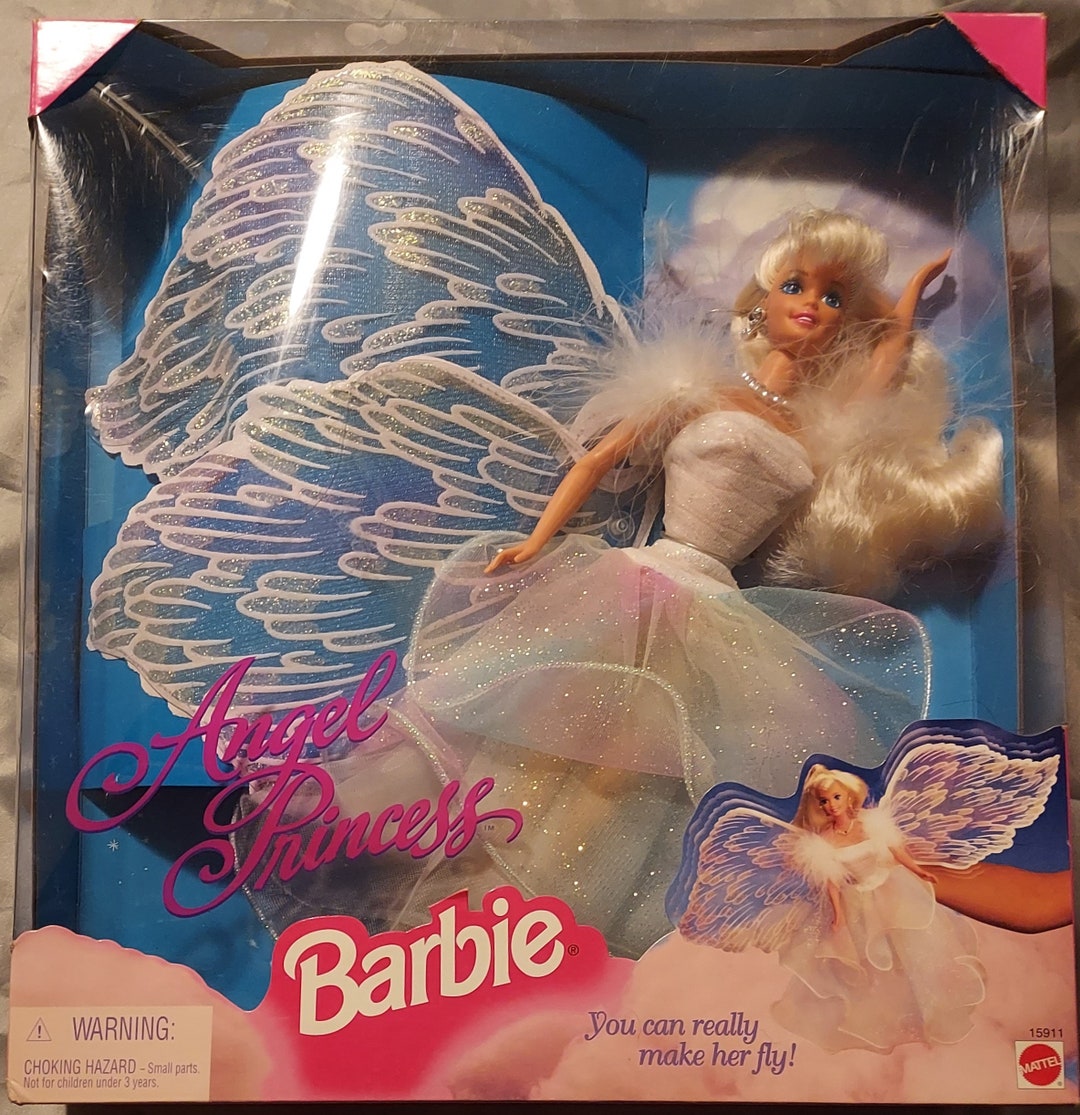 Angel
Princess™
Barbie®
You can really
make her fly!
⚠ WARNING:
CHOKING HAZARD – Small parts.
Not for children under 3 years.
15911
MATTEL
®